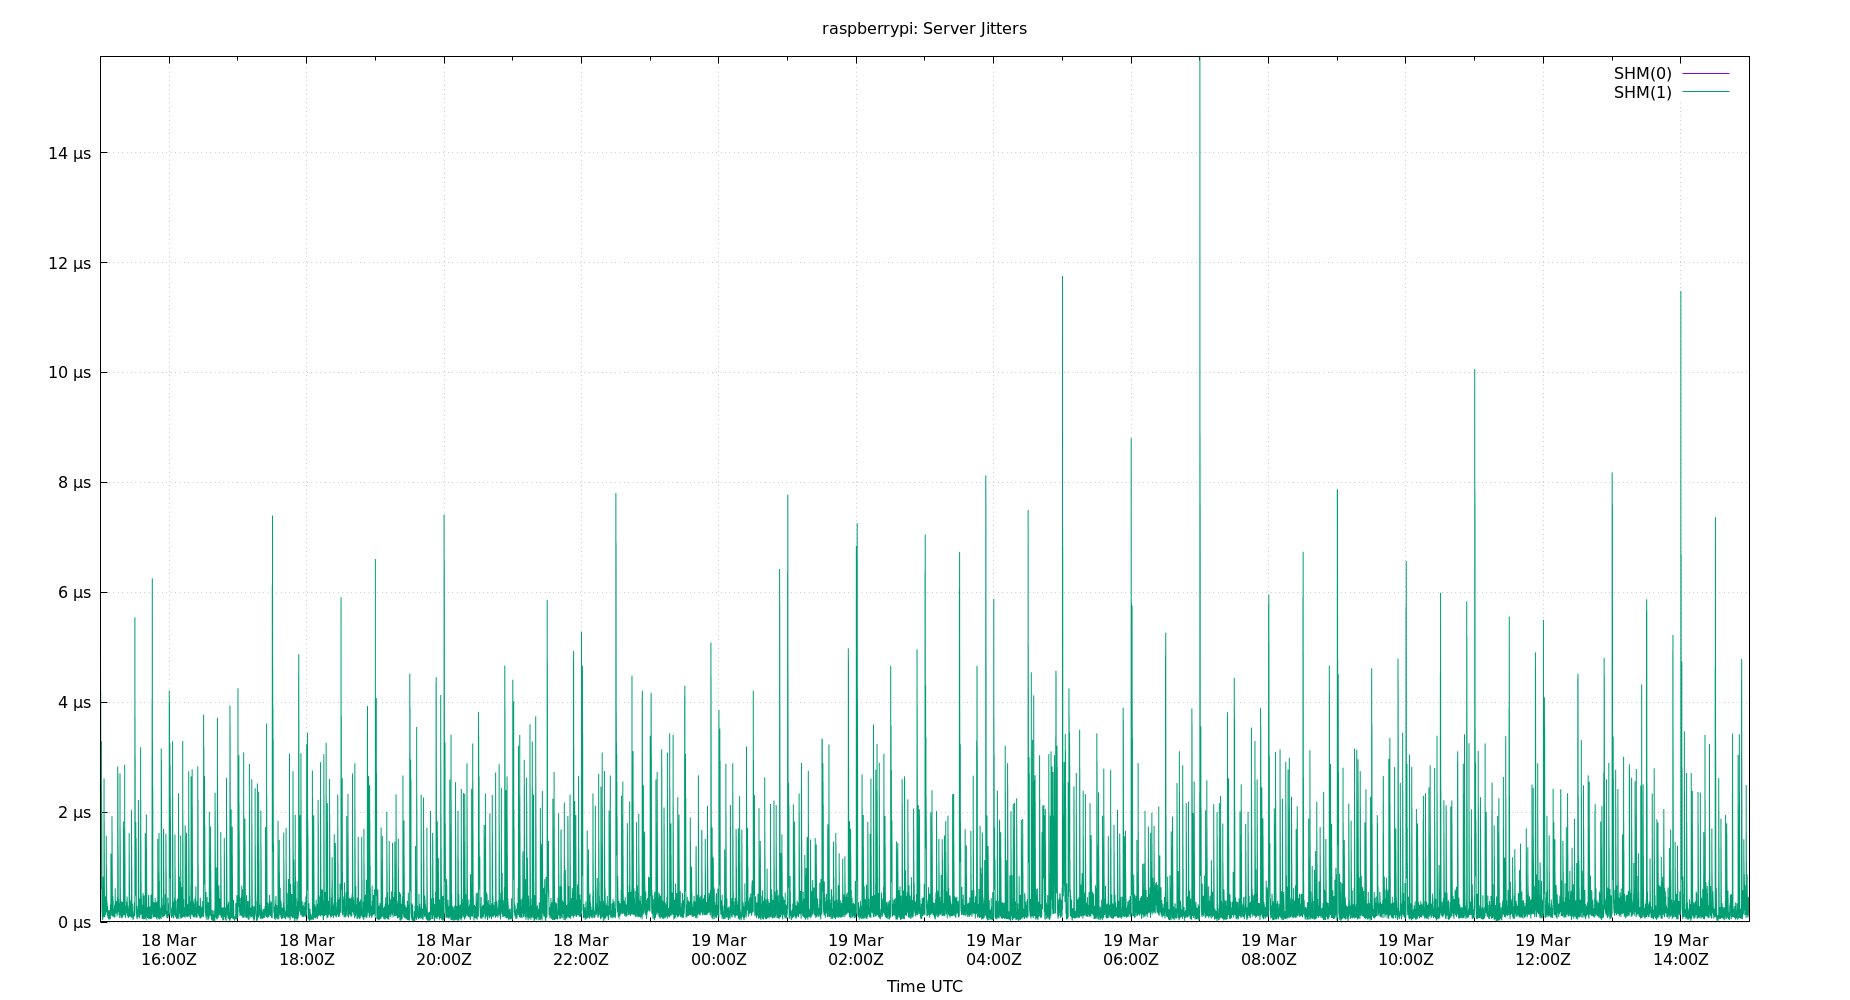 raspberrypi: Server Jitters
SHM(0)
SHM(1)
14 µs
12 µs
10 µs
8 µs
6 µs
4 µs
2 µs
0 µs
18 Mar 18 Mar 18 Mar 18 Mar 19 Mar 19 Mar 19 Mar 19 Mar 19 Mar 19 Mar 19 Mar 19 Mar
16:00Z 18:00Z 20:00Z 22:00Z 00:00Z 02:00Z 04:00Z 06:00Z 08:00Z 10:00Z 12:00Z 14:00Z
Time UTC